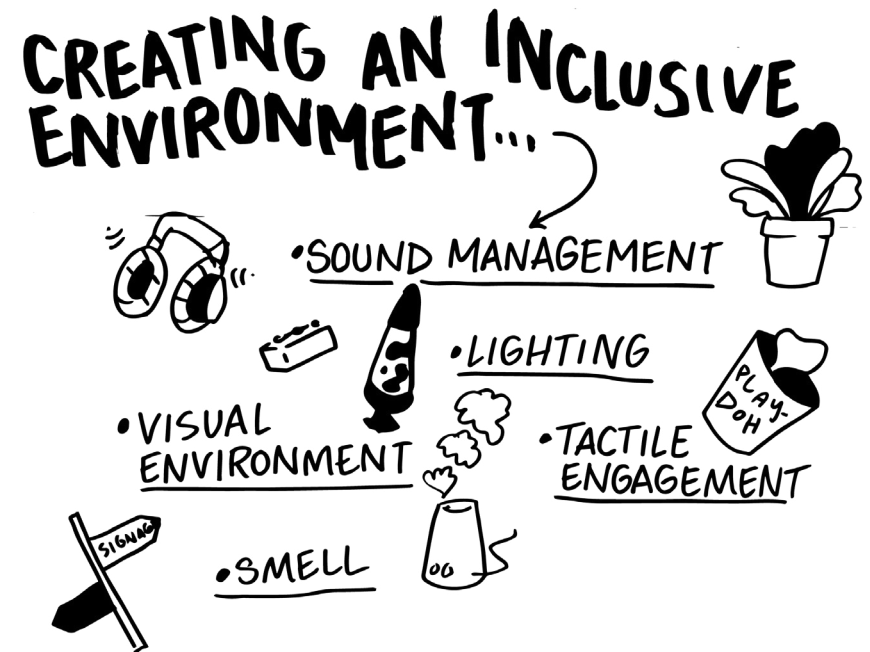 CREATING AN INCLUSIVE
ENVIRONMENT...
•SOUND MANAGEMENT
•LIGHTING
PLAY-
DOH
•VISUAL
ENVIRONMENT
•TACTILE
ENGAGEMENT
SIGNAG
•SMELL